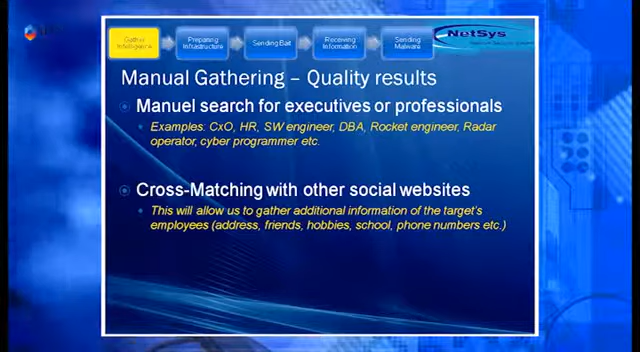 Gather Intelligence
Preparing Infrastructure
Sending Bait
Receiving Information
Sending Malware
NetSys
Manual Gathering – Quality results
Manuel search for executives or professionals
Examples: CxO, HR, SW engineer, DBA, Rocket engineer, Radar
operator, cyber programmer etc.
Cross-Matching with other social websites
This will allow us to gather additional information of the target's
employees (address, friends, hobbies, school, phone numbers etc.)